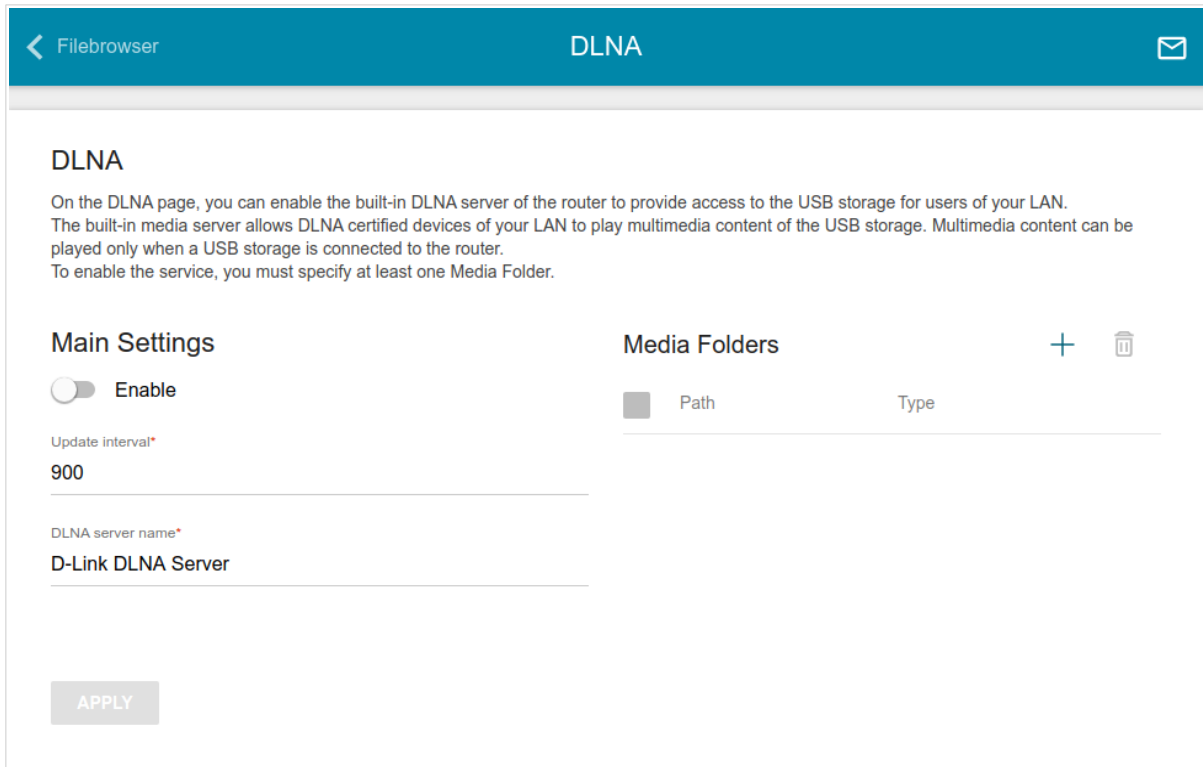 Filebrowser
DLNA
DLNA
On the DLNA page, you can enable the built-in DLNA server of the router to provide access to the USB storage for users of your LAN.
The built-in media server allows DLNA certified devices of your LAN to play multimedia content of the USB storage. Multimedia content can be
played only when a USB storage is connected to the router.
To enable the service, you must specify at least one Media Folder.
Main Settings
Enable
Update interval*
900
DLNA server name*
D-Link DLNA Server
APPLY
Media Folders
Path Type